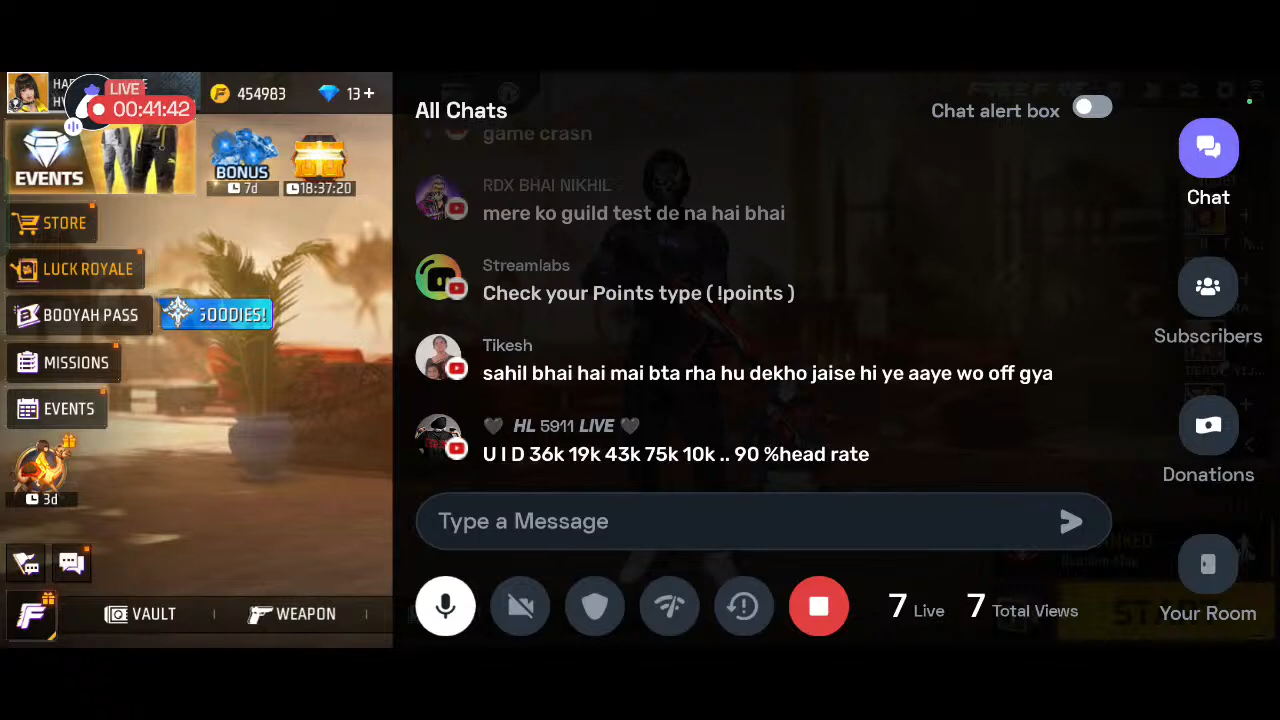 LIVE
00:41:42
454983
13+
EVENTS
BONUS
7d
18:37:20
STORE
LUCK ROYALE
BOOYAH PASS
GOODIES!
MISSIONS
EVENTS
3d
VAULT
WEAPON
All Chats
Chat alert box
game crash
RDX BHAI NIKHIL
mere ko guild test de na hai bhai
Streamlabs
Check your Points type ( !points )
Tikesh
sahil bhai hai mai bta rha hu dekho jaise hi ye aaye wo off gya
🖤 HL 5911 LIVE 🖤
U I D 36k 19k 43k 75k 10k .. 90 %head rate
Type a Message
7 Live
7 Total Views
Chat
Subscribers
Donations
Your Room